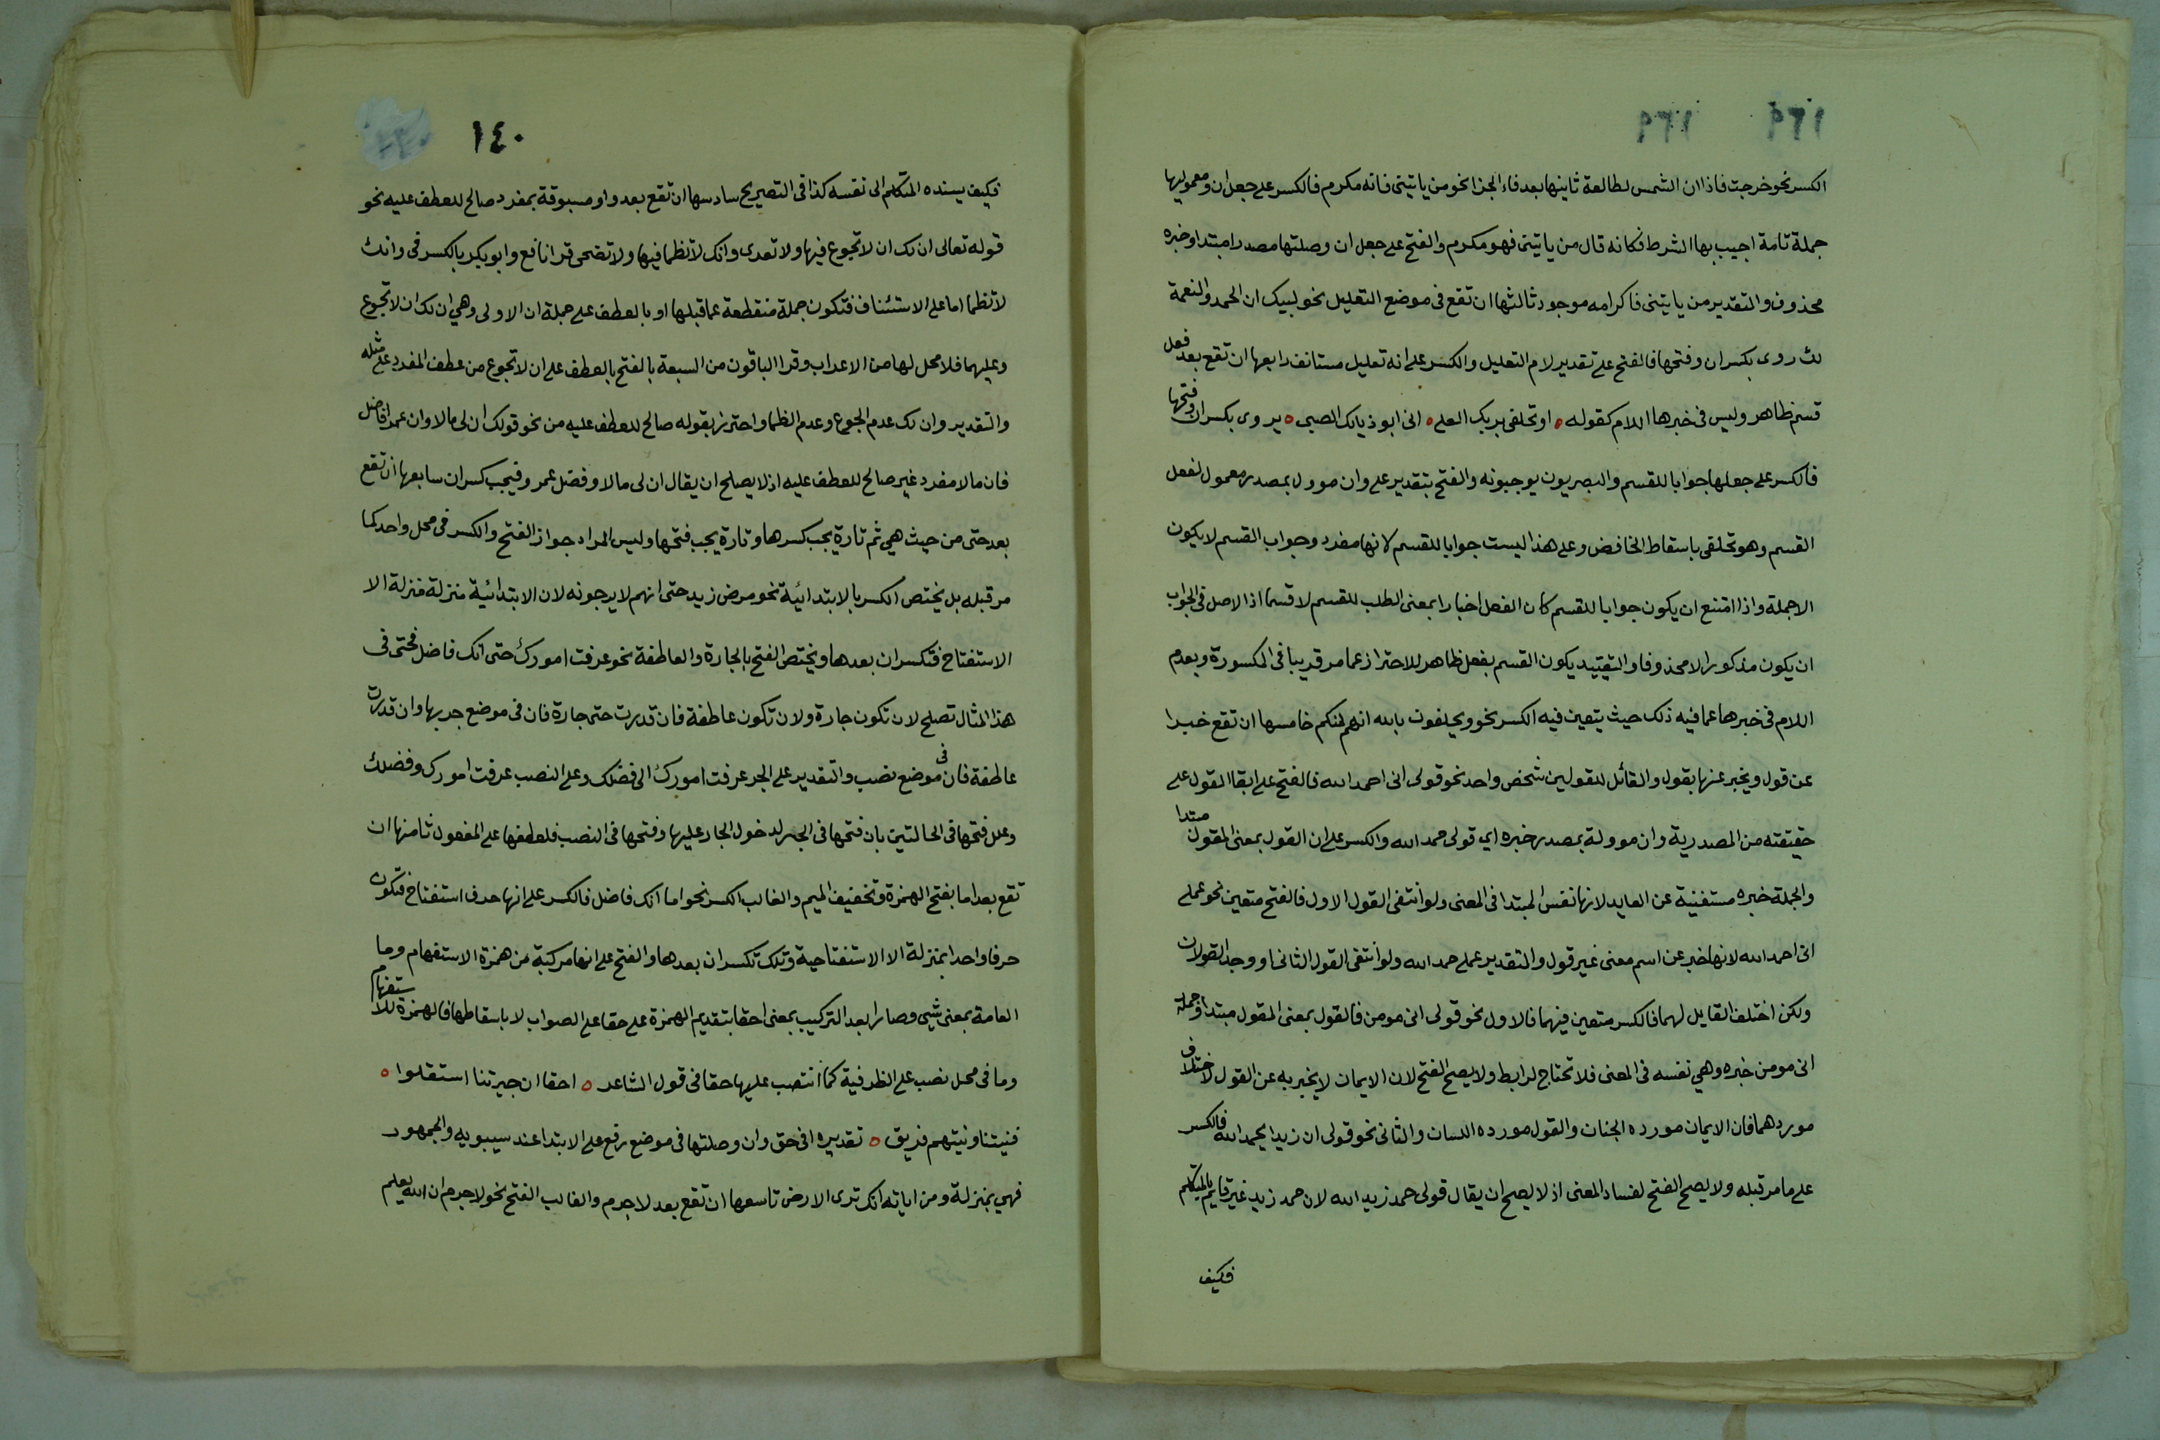 الكسر نحو خرجت فاذا ان الشمس لطالعة ثانيها بعد فاء الجزا نحو من ياتيني فانه مكرم فالكسر على جعل ان ومعموليها
جملة تامة اجيب بها الشرط فكانه قال من ياتيني فهو مكرم والفتح على جعل ان وصلتها مصدرا مبتدا وخبره
محذوف والتقدير من ياتيني فاكرامه موجود ثالثها ان تقع في موضع التعليل نحو لبيك ان الحمد والنعمة
لك روى بكسر ان وفتحها فالفتح على تقدير لام التعليل والكسر على انه تعليل مستانف رابعها ان تقع بعد فعل
قسم ظاهر وليس في خبرها اللام كقوله ه او تحلفي بربك العلي ه اني ابو ذيالك الصبي ه يروى بكسر ان وفتحها
فالكسر على جعلها جوابا للقسم والبصريون يوجبونه والفتح بتقدير على وان موول بمصدر معمول لفعل
القسم وهو تحلفي باسقاط الخافض وعلى هذا ليست جوابا للقسم لانها مفرد وجواب القسم لا يكون
الا جملة واذا امتنع ان يكون جوابا للقسم كان الفعل اخبارا بمعنى الطلب للقسم لا قسما اذ الاصل في الجواب
ان يكون مذكورا لا محذوفا والتقييد بكون القسم بفعل ظاهر للاحتراز عما مر قريبا في المكسورة وبعدم
اللام في خبرها عما فيه ذلك حيث يتعين فيه الكسر نحو ويحلفون بالله انهم لمنكم خامسها ان تقع خبرا
عن قول ويخبر عنها بقول والقائل للقولين شخص واحد نحو قولي اني احمد الله فالفتح على ابقا القول على
حقيقته من المصدرية وان موولة بمصدر خبره اي قولي حمد الله والكسر على ان القول بمعنى المقول مبتدا
والجملة خبره مستغنية عن العايد لانها نفس المبتدا في المعنى ولو انتفى القول الاول فالفتح متعين نحو عملي
اني احمد الله لانها خبر عن اسم معنى غير قول والتقدير عملي حمد الله ولو انتفى القول الثاني او وجد القولان
ولكن اختلف القايل لهما فالكسر متعين فيهما فالاول نحو قولي اني مومن فالقول بمعنى المقول مبتدا وجملة
اني مومن خبره وهي نفسه في المعنى فلا تحتاج لرابط ولا يصح الفتح لان الايمان لا يخبر به عن القول لاختلاف
موردهما فان الايمان مورده الجنان والقول مورده اللسان والثاني نحو قولي ان زيدا يحمد الله فالكسر
على ما مر قبله ولا يصح الفتح لفساد المعنى اذ لا يصح ان يقال قولي حمد زيد الله لان حمد زيد غير قايم بالمتكلم
فكيف
١٤٠
فكيف يسنده المتكلم الى نفسه كذا في التصريح سادسها ان تقع بعد واو مسبوقة بمفرد صالح للعطف عليه نحو
قوله تعالى ان لك ان لا تجوع فيها ولا تعرى وانك لا تظما فيها ولا تضحى قرا نافع وابو بكر بالكسر في وانك
لا تظما اما على الاستئناف فتكون جملة منقطعة عما قبلها او بالعطف على جملة ان الاولى وهي ان لك ان لا تجوع
وعليهما فلا محل لها من الاعراب وقرا الباقون من السبعة بالفتح بالعطف على ان لا تجوع من عطف المفرد على مثله
والتقدير وان لك عدم الجوع وعدم الظما واحترز بقوله صالح للعطف عليه من نحو قولك ان لي مالا وان عمرا فاضل
فان مالا مفرد غير صالح للعطف عليه اذ لا يصلح ان يقال ان لي مالا وفضل عمرو فيجب كسر ان سابعها ان تقع
بعد حتى من حيث هي ثم تارة يجب كسرها وتارة يجب فتحها وليس المراد جواز الفتح والكسر في محل واحد كما
مر قبله بل يختص الكسر بالابتدائية نحو مرض زيد حتى انهم لا يرجونه لان الابتدائية منزلة منزلة الا
الاستفتاح فتكسر ان بعدها ويختص الفتح بالجارة والعاطفة نحو عرفت امورك حتى انك فاضل فحتى في
هذا المثال تصلح لان تكون جارة ولان تكون عاطفة فان قدرت حتى جارة فان في موضع جر بها وان قدرت
عاطفة فان في موضع نصب والتقدير على الجر عرفت امورك الى فضلك وعلى النصب عرفت امورك وفضلك
وعلل فتحها في الحالتين بان فتحها في الجر لدخول الجار عليها وفتحها في النصب فلعطفها على المفعول ثامنها ان
تقع بعد اما بفتح الهمزة وتخفيف الميم والغالب الكسر نحو اما انك فاضل فالكسر على انها حرف استفتاح فتكون
حرفا واحدا بمنزلة الا الاستفتاحية وتلك تكسر ان بعدها والفتح على انها مركبة من همزة الاستفهام وما
العامة بمعنى شيي وصارا بعد التركيب بمعنى احقا بتقديم الهمزة على حقا على الصواب لا باسقاطها فالهمزة للاستفهام
وما في محل نصب على الظرفية كما انتصب عليها حقا في قول الشاعر ه احقا ان جيرتنا استقلوا ه
فنيتنا ونيتهم فريق ه تقديره افي حق وان وصلتها في موضع رفع على الابتدا عند سيبويه والجمهور
فهي بمنزلة ومن اياته انك ترى الارض تاسعها ان تقع بعد لا جرم والغالب الفتح نحو لا جرم ان الله يعلم